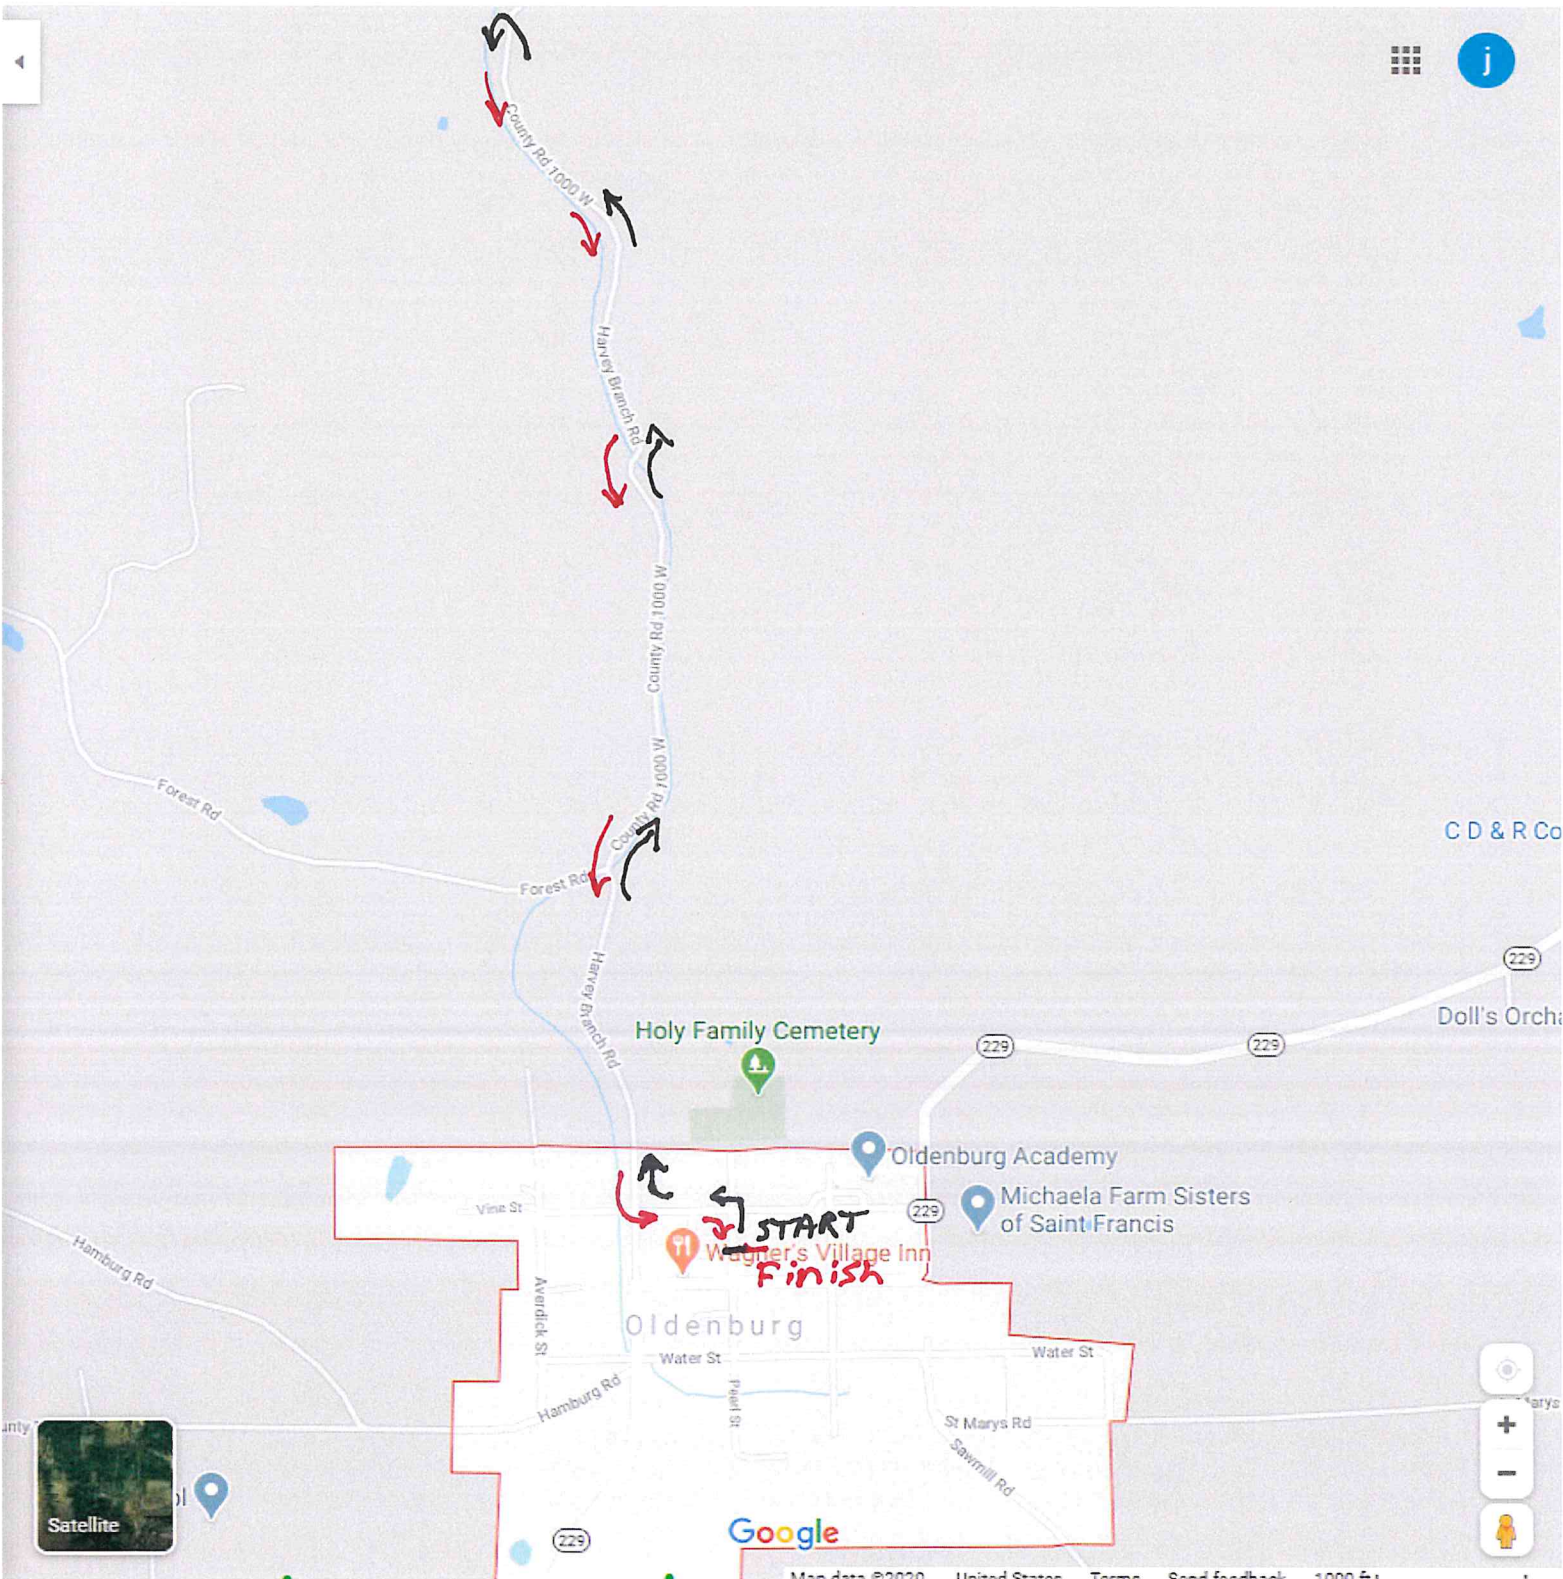 j
County Rd 1000 W
Harvey Branch Rd
County Rd 1000 W
County Rd 1000 W
Forest Rd
C D & R Co
Forest Rd
229
Harvey Branch Rd
Doll's Orcha
Holy Family Cemetery
229
229
Oldenburg Academy
Michaela Farm Sisters
of Saint Francis
Vine St
229
START
Hamburg Rd
Wagner's Village Inn
Finish
Averdick St
Oldenburg
Water St
Water St
Hamburg Rd
Pearl St
St Marys Rd
Marys
unty
Sawmill Rd
ol
Satellite
229
Google
Map data ©2020 United States Terms Send feedback 1000 ft